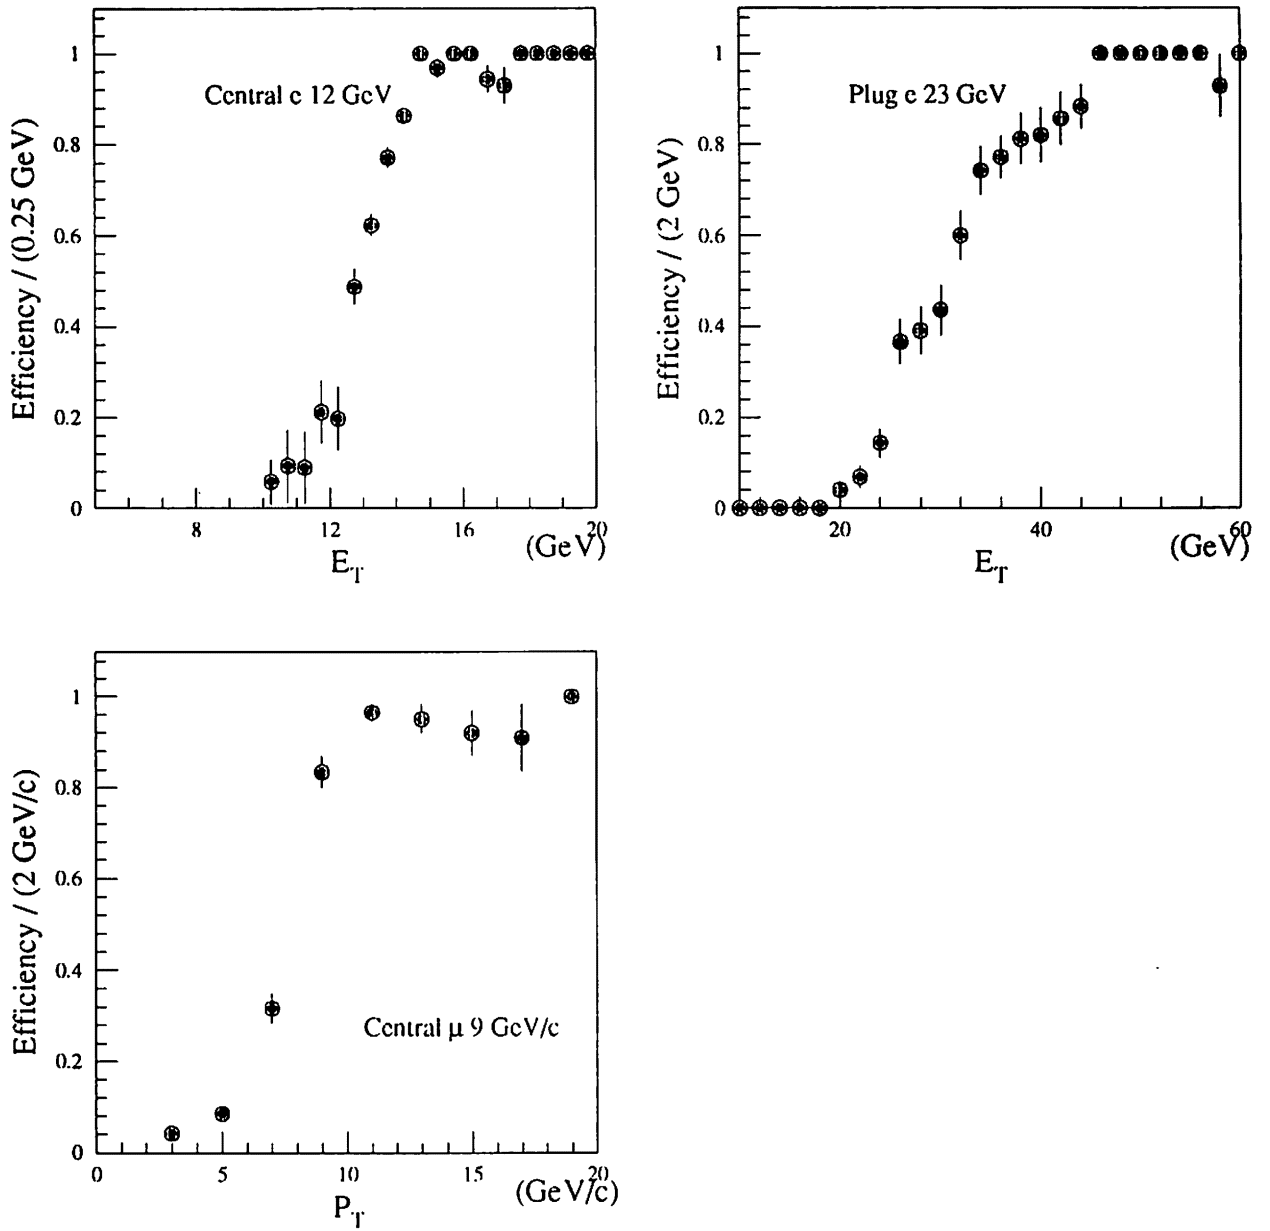 Efficiency / (0.25 GeV)
1
0.8
0.6
0.4
0.2
0
Central e 12 GeV
8
12
16
20
E_T
(GeV)
Efficiency / (2 GeV)
1
0.8
0.6
0.4
0.2
0
Plug e 23 GeV
20
40
60
E_T
(GeV)
Efficiency / (2 GeV/c)
1
0.8
0.6
0.4
0.2
0
Central μ 9 GeV/c
0
5
10
15
20
P_T
(GeV/c)